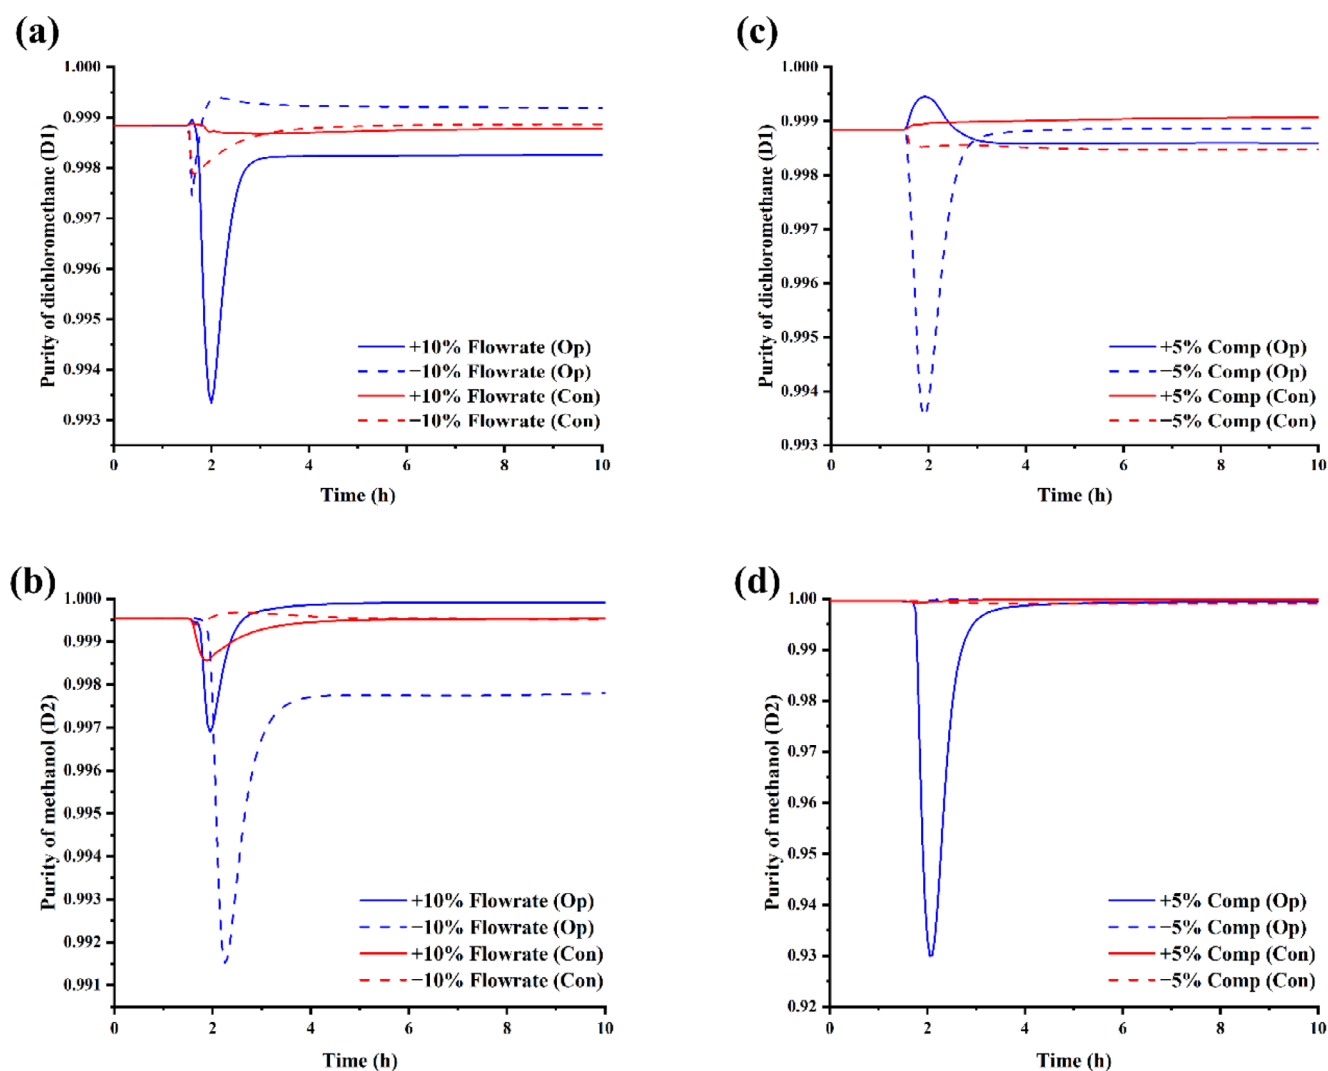 (a)
1.000
0.999
0.998
0.997
0.996
0.995
0.994
0.993
Purity of dichloromethane (D1)
+10% Flowrate (Op)
−10% Flowrate (Op)
+10% Flowrate (Con)
−10% Flowrate (Con)
0 2 4 6 8 10
Time (h)
(c)
1.000
0.999
0.998
0.997
0.996
0.995
0.994
0.993
Purity of dichloromethane (D1)
+5% Comp (Op)
−5% Comp (Op)
+5% Comp (Con)
−5% Comp (Con)
0 2 4 6 8 10
Time (h)
(b)
1.000
0.999
0.998
0.997
0.996
0.995
0.994
0.993
0.992
0.991
Purity of methanol (D2)
+10% Flowrate (Op)
−10% Flowrate (Op)
+10% Flowrate (Con)
−10% Flowrate (Con)
0 2 4 6 8 10
Time (h)
(d)
1.00
0.99
0.98
0.97
0.96
0.95
0.94
0.93
0.92
Purity of methanol (D2)
+5% Comp (Op)
−5% Comp (Op)
+5% Comp (Con)
−5% Comp (Con)
0 2 4 6 8 10
Time (h)